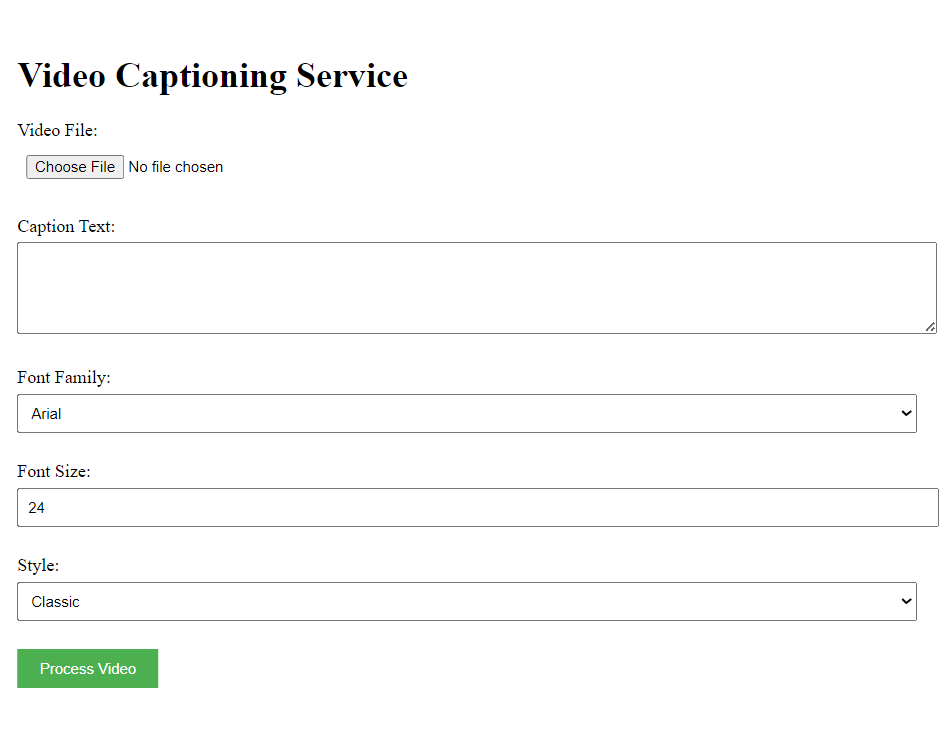 Video Captioning Service
Video File:
Choose File No file chosen
Caption Text:
Font Family:
Arial
Font Size:
24
Style:
Classic
Process Video